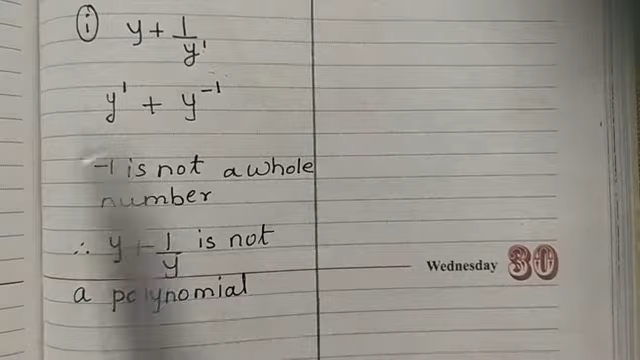 (i) y + 1/y¹
y¹ + y⁻¹
-1 is not a whole
number
∴ y + 1/y is not
a polynomial
Wednesday 30